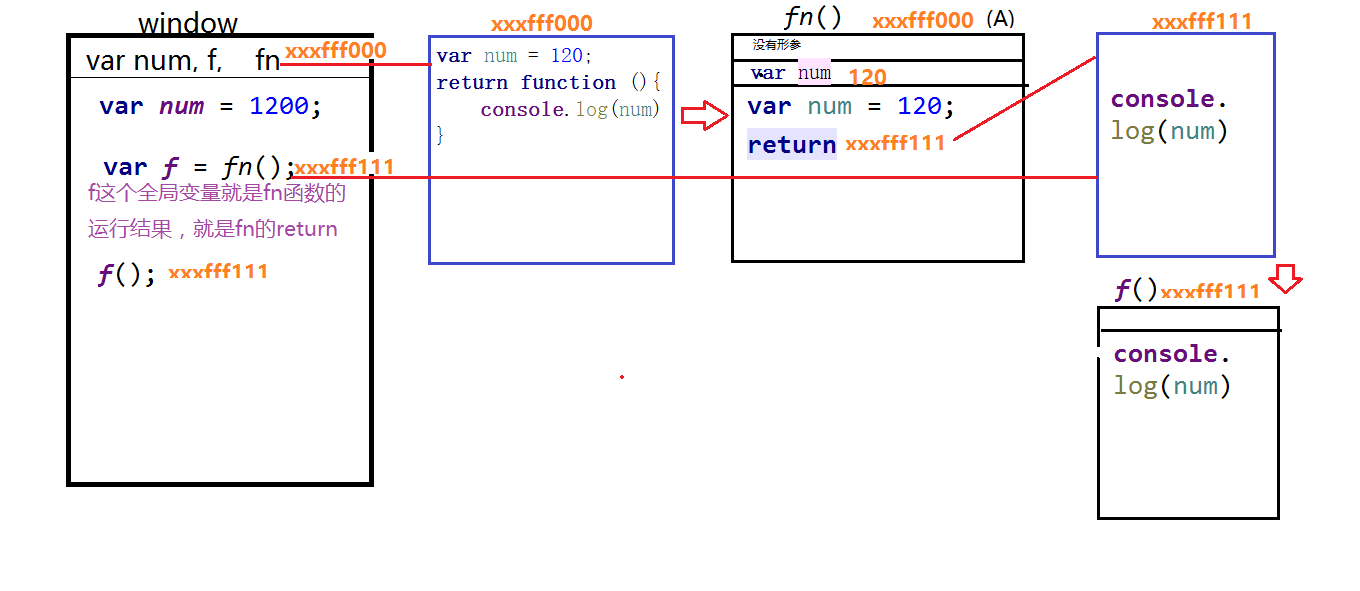 window
var num, f, fn xxxfff000
var num = 1200;
var f = fn(); xxxfff111
f这个全局变量就是fn函数的
运行结果，就是fn的return
f(); xxxfff111
xxxfff000
var num = 120;
return function (){
console.log(num)
}
fn() xxxfff000 (A)
没有形参
var num 120
var num = 120;
return xxxfff111
xxxfff111
console.
log(num)
f() xxxfff111
console.
log(num)